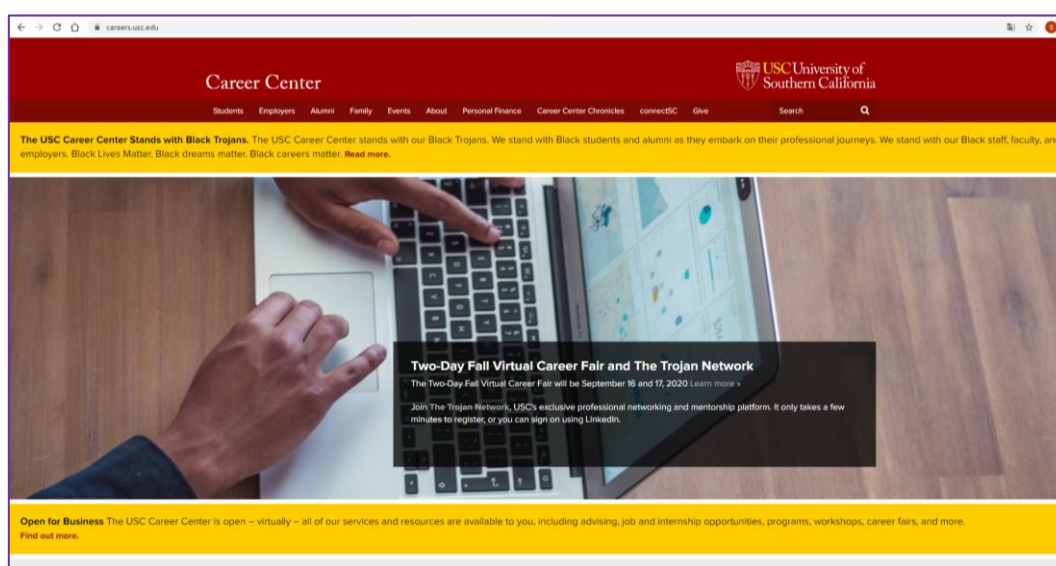 careers.usc.edu
Career Center
USC University of
Southern California
Students Employers Alumni Family Events About Personal Finance Career Center Chronicles connectSC Give Search
The USC Career Center Stands with Black Trojans. The USC Career Center stands with our Black Trojans. We stand with Black students and alumni as they embark on their professional journeys. We stand with our Black staff, faculty, and
employers. Black Lives Matter. Black dreams matter. Black careers matter. Read more.
Two-Day Fall Virtual Career Fair and The Trojan Network
The Two-Day Fall Virtual Career Fair will be September 16 and 17, 2020 Learn more »
Join The Trojan Network, USC's exclusive professional networking and mentorship platform. It only takes a few
minutes to register, or you can sign on using LinkedIn.
Open for Business The USC Career Center is open – virtually – all of our services and resources are available to you, including advising, job and internship opportunities, programs, workshops, career fairs, and more.
Find out more.